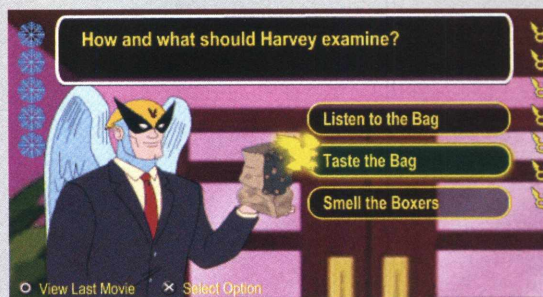 How and what should Harvey examine?
Listen to the Bag
Taste the Bag
Smell the Boxers
O View Last Movie × Select Option